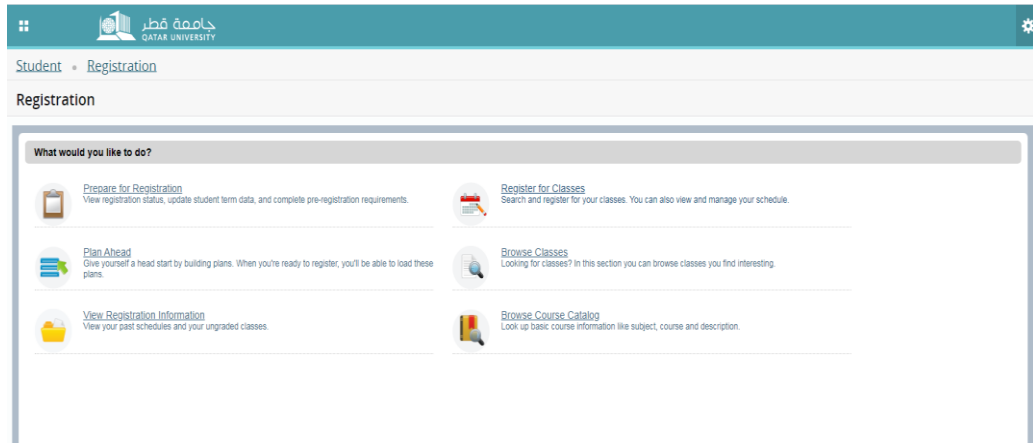 جامعة قطر
QATAR UNIVERSITY
Student • Registration
Registration
What would you like to do?
Prepare for Registration
View registration status, update student term data, and complete pre-registration requirements.
Register for Classes
Search and register for your classes. You can also view and manage your schedule.
Plan Ahead
Give yourself a head start by building plans. When you're ready to register, you'll be able to load these
plans.
Browse Classes
Looking for classes? In this section you can browse classes you find interesting.
View Registration Information
View your past schedules and your ungraded classes.
Browse Course Catalog
Look up basic course information like subject, course and description.